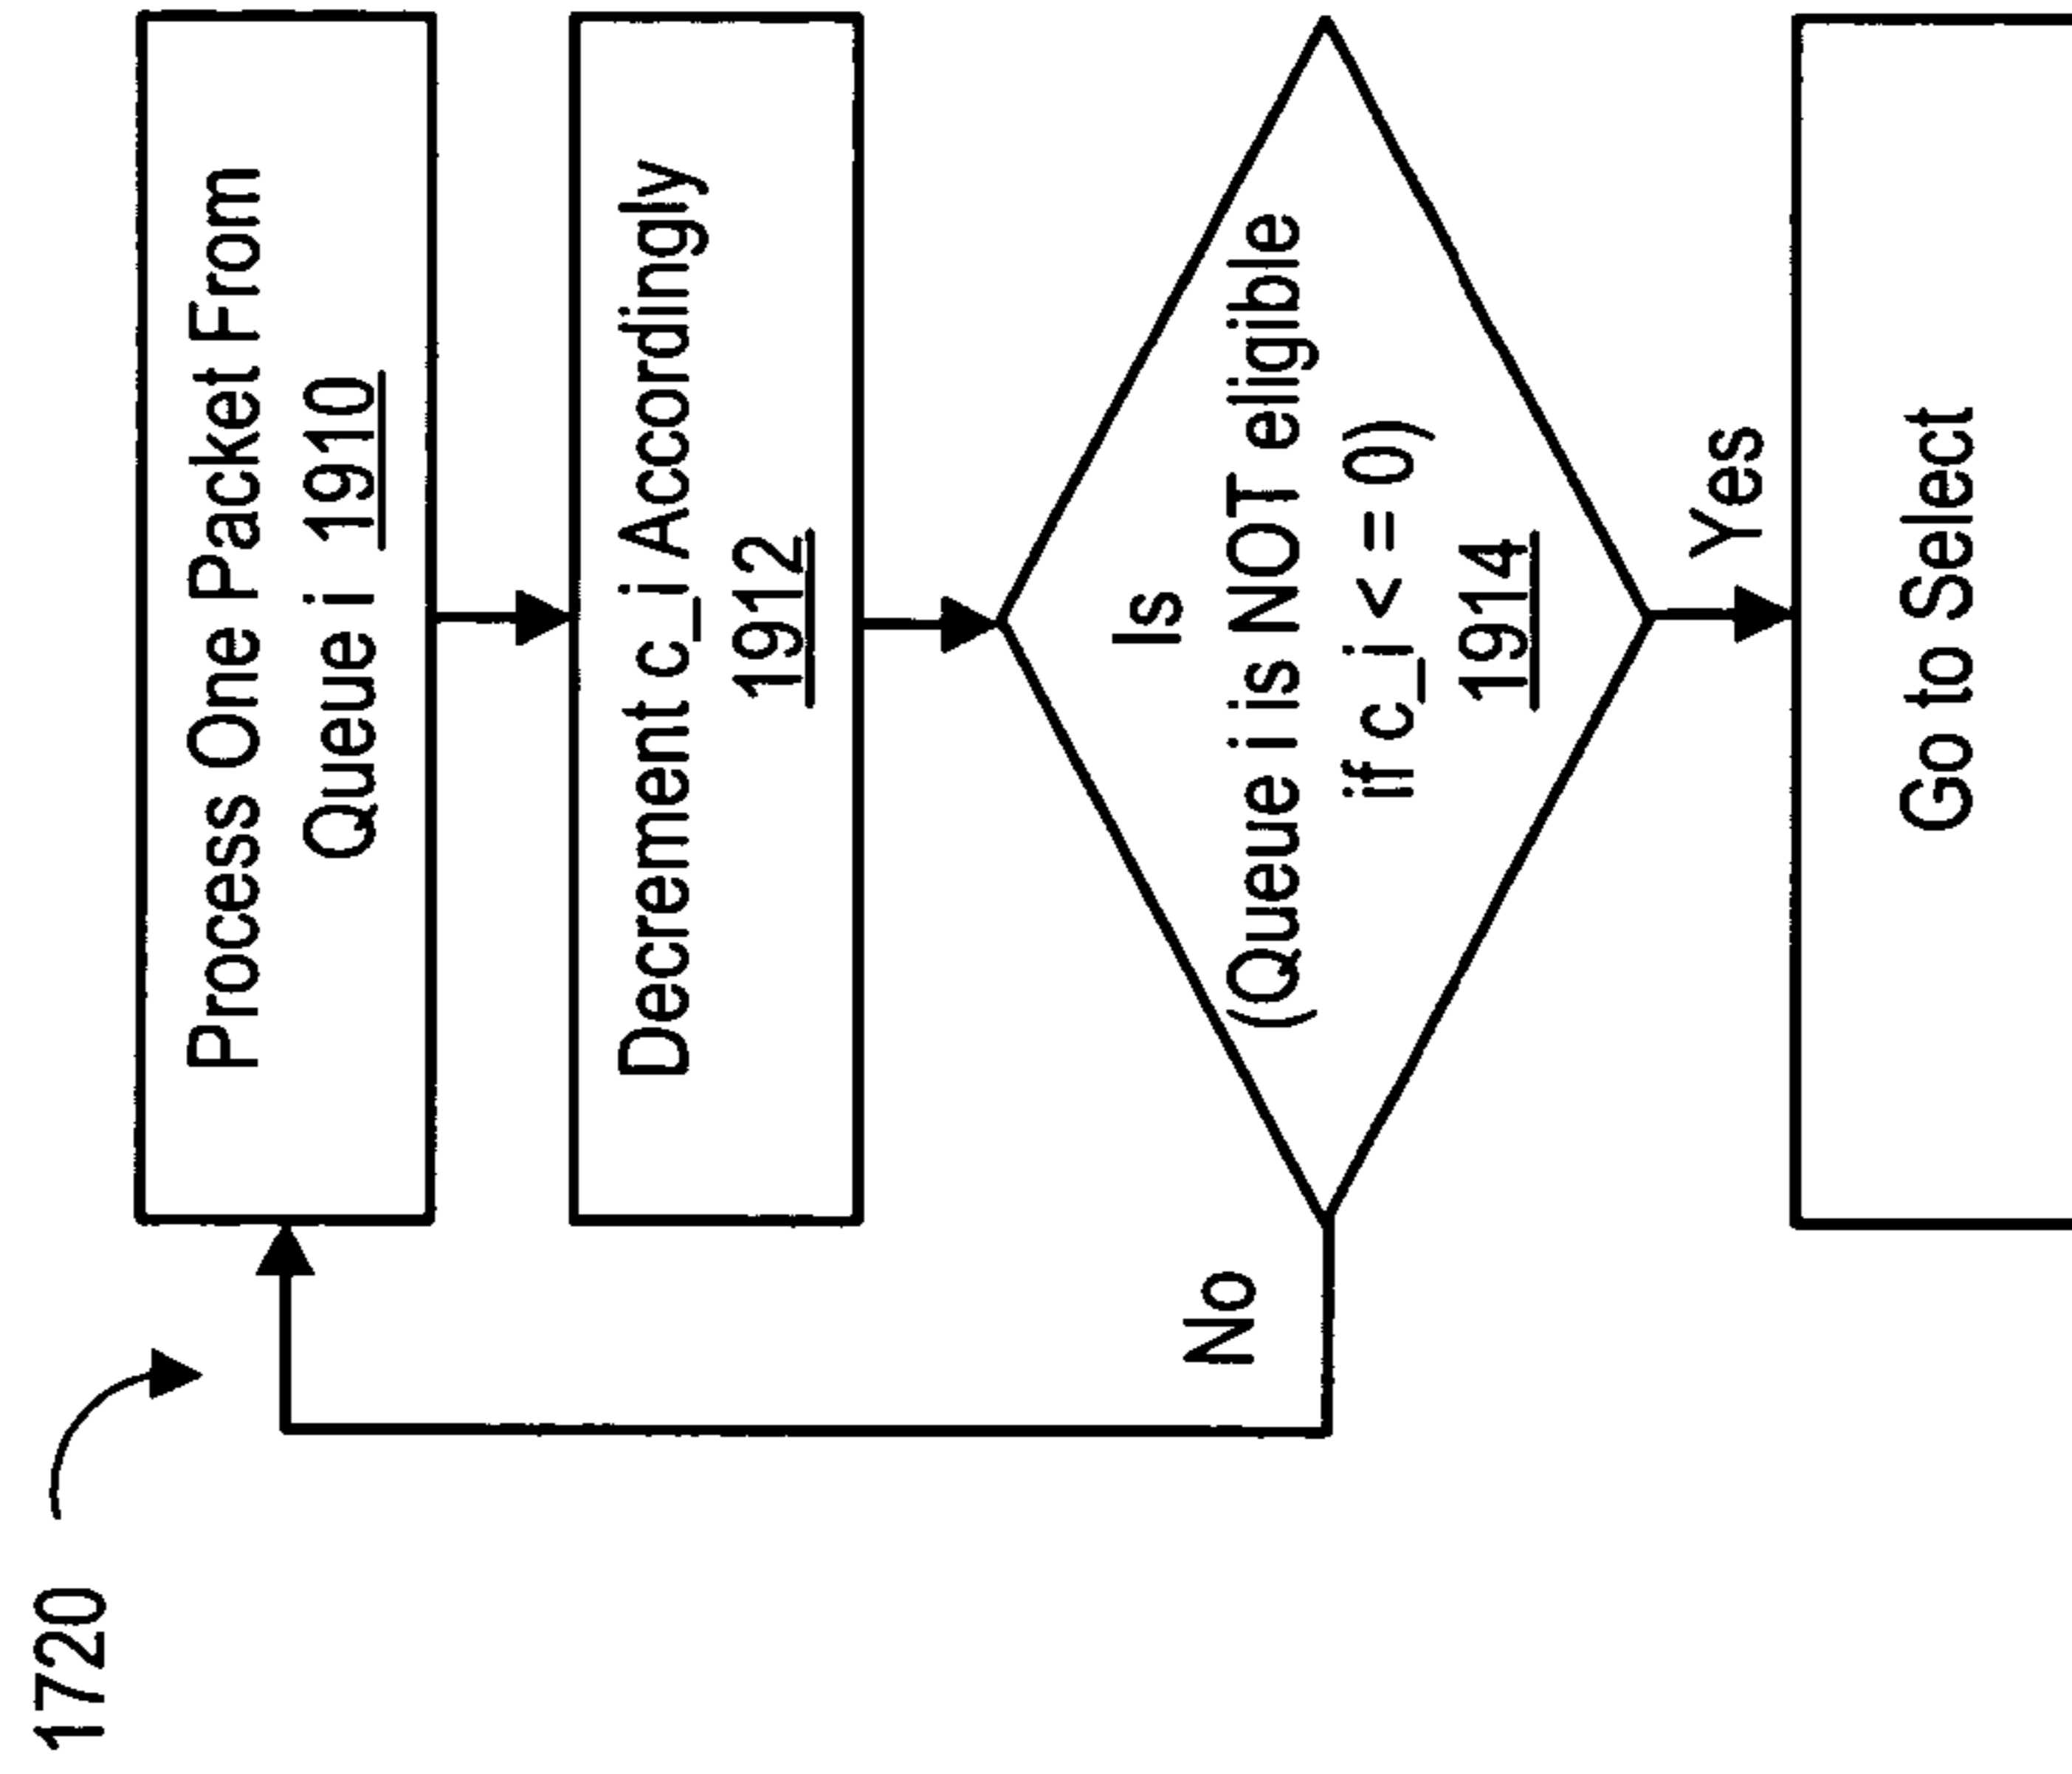 1720
Process One Packet From
Queue i 1910
Decrement c_i Accordingly
1912
Is
(Queue i is NOT eligible
if c_i < = 0)
1914
No
Yes
Go to Select